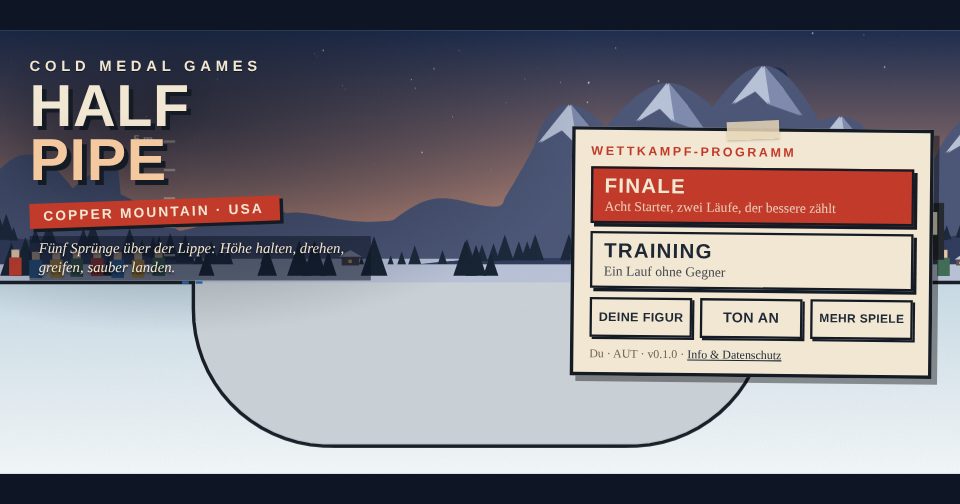 COLD MEDAL GAMES
HALF
PIPE
COPPER MOUNTAIN · USA
Fünf Sprünge über der Lippe: Höhe halten, drehen,
greifen, sauber landen.
WETTKAMPF-PROGRAMM
FINALE
Acht Starter, zwei Läufe, der bessere zählt
TRAINING
Ein Lauf ohne Gegner
DEINE FIGUR
TON AN
MEHR SPIELE
Du · AUT · v0.1.0 · Info & Datenschutz